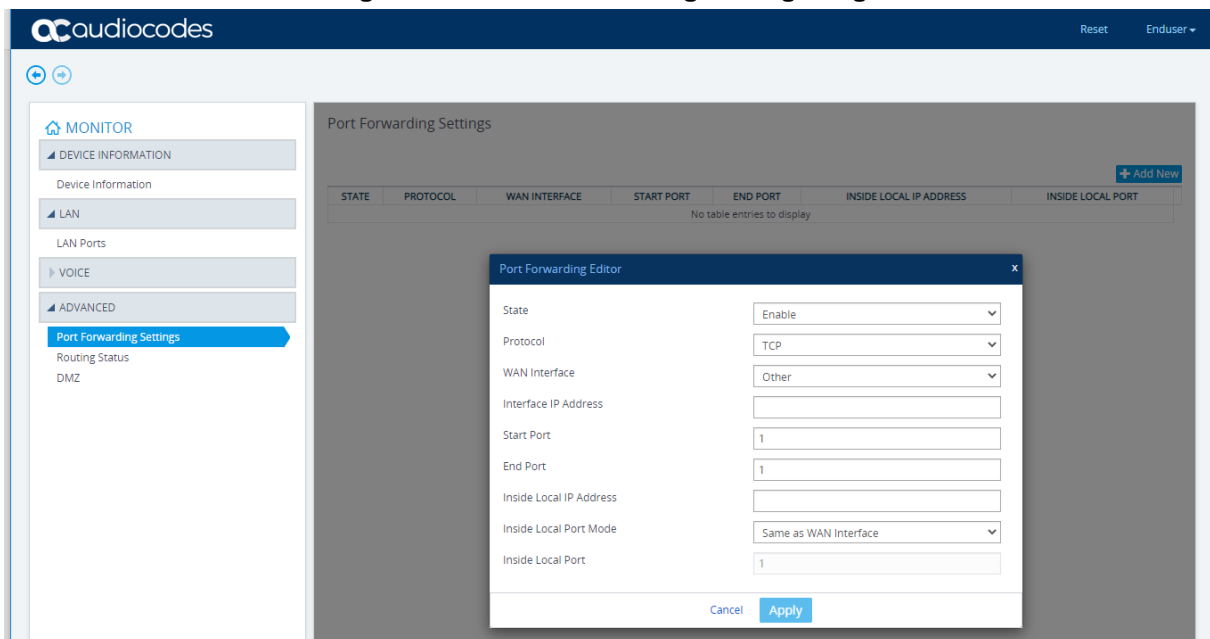 audiocodes
Reset Enduser
MONITOR
DEVICE INFORMATION
Device Information
LAN
LAN Ports
VOICE
ADVANCED
Port Forwarding Settings
Routing Status
DMZ
Port Forwarding Settings
+ Add New
STATE PROTOCOL WAN INTERFACE START PORT END PORT INSIDE LOCAL IP ADDRESS INSIDE LOCAL PORT
No table entries to display
Port Forwarding Editor x
State Enable
Protocol TCP
WAN Interface Other
Interface IP Address
Start Port 1
End Port 1
Inside Local IP Address
Inside Local Port Mode Same as WAN Interface
Inside Local Port 1
Cancel Apply